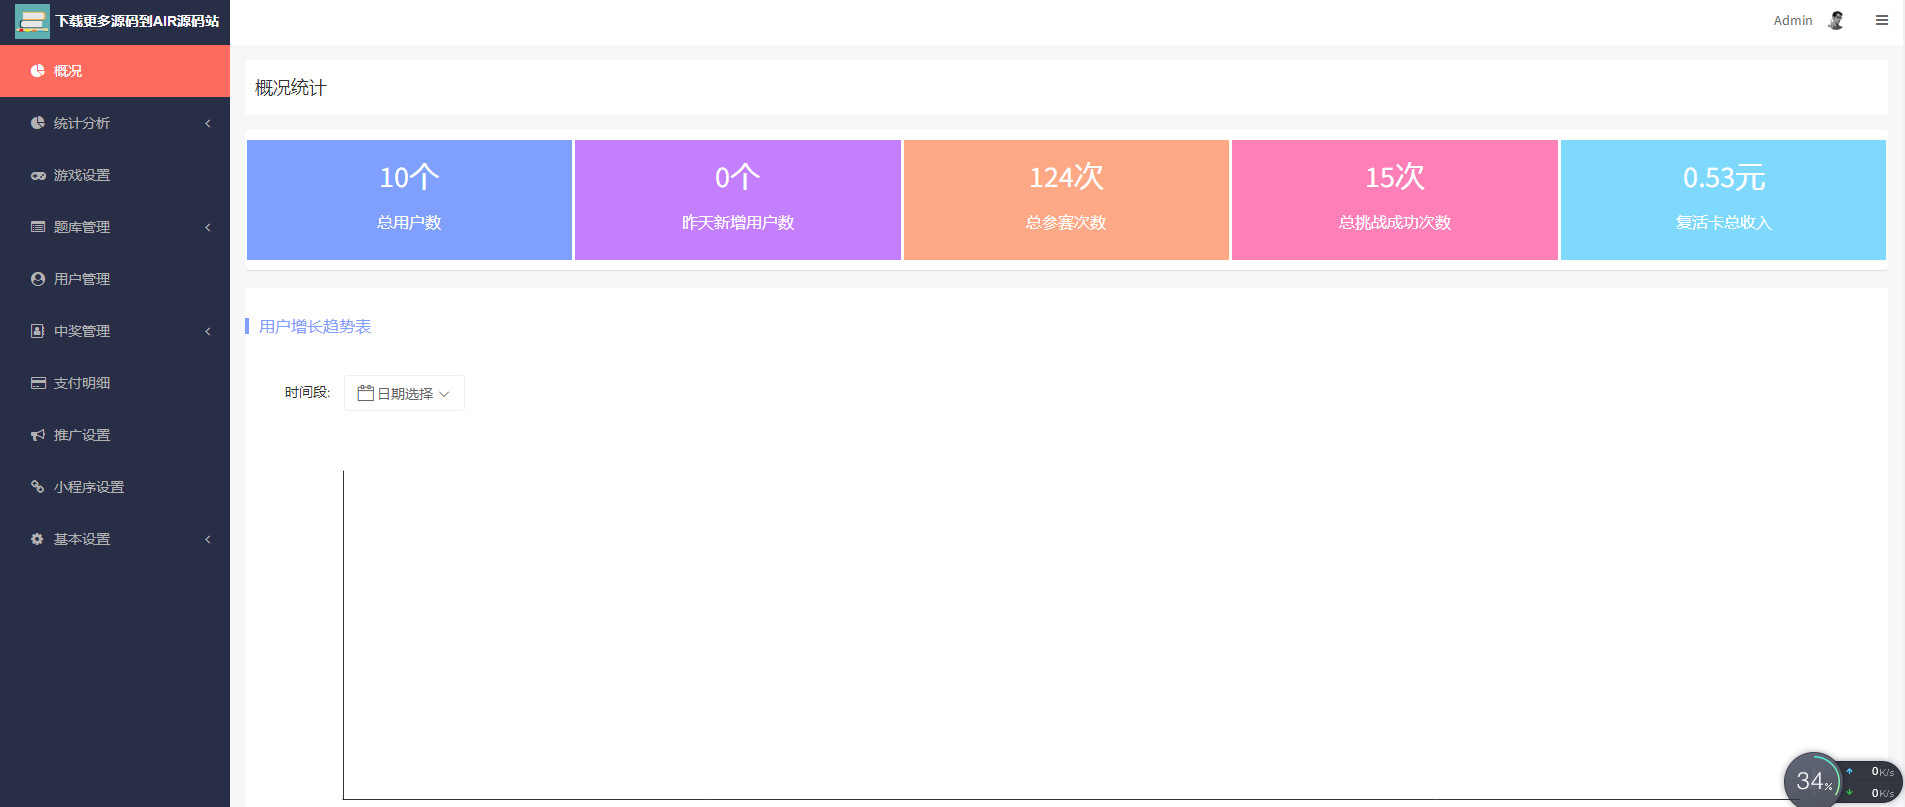 下载更多源码到AIR源码站
Admin
概况
统计分析
游戏设置
题库管理
用户管理
中奖管理
支付明细
推广设置
小程序设置
基本设置
概况统计
10个
总用户数
0个
昨天新增用户数
124次
总参赛次数
15次
总挑战成功次数
0.53元
复活卡总收入
用户增长趋势表
时间段:
日期选择
34%
0K/s
0K/s